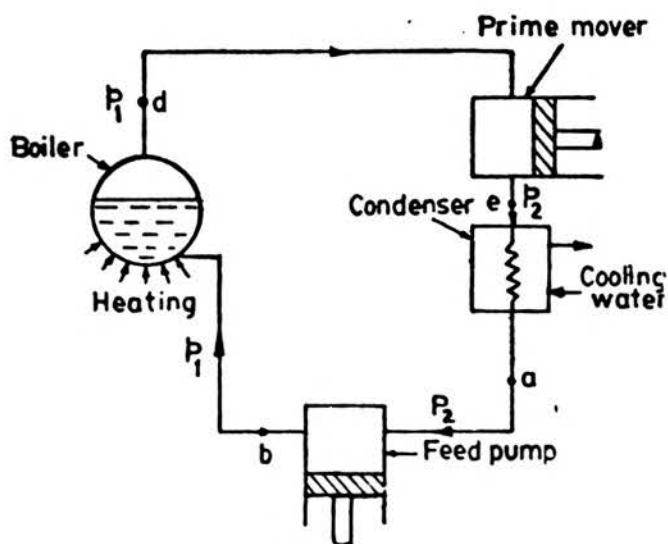 Prime mover
P1 d
Boiler
e P2
Condenser
Cooling
water
Heating
P1
a
P2
b
Feed pump